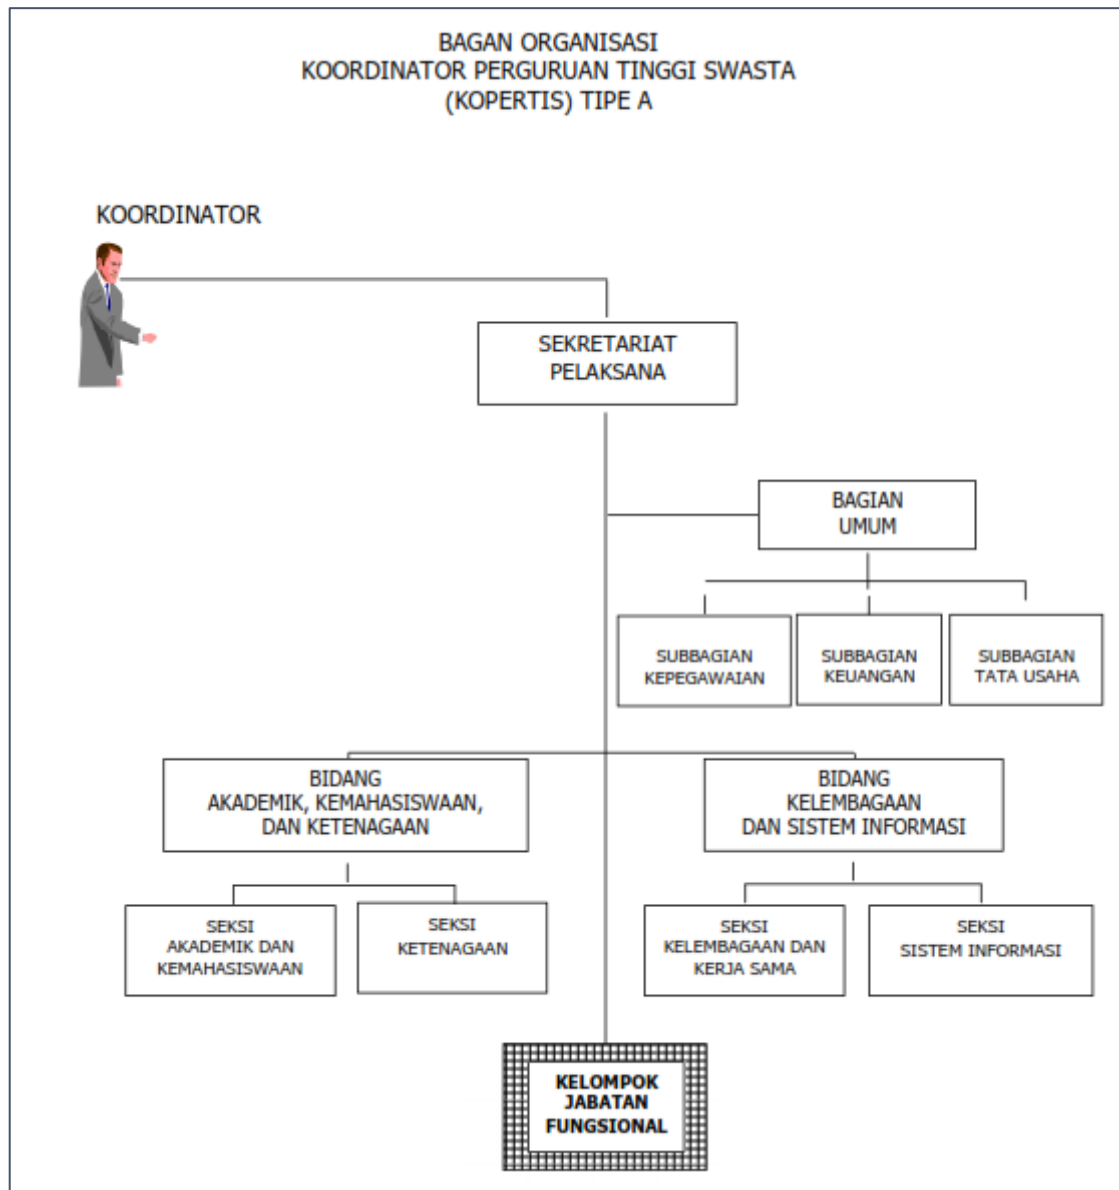 BAGAN ORGANISASI
KOORDINATOR PERGURUAN TINGGI SWASTA
(KOPERTIS) TIPE A
KOORDINATOR
SEKRETARIAT
PELAKSANA
BAGIAN
UMUM
SUBBAGIAN
KEPEGAWAIAN
SUBBAGIAN
KEUANGAN
SUBBAGIAN
TATA USAHA
BIDANG
AKADEMIK, KEMAHASISWAAN,
DAN KETENAGAAN
BIDANG
KELEMBAGAAN
DAN SISTEM INFORMASI
SEKSI
AKADEMIK DAN
KEMAHASISWAAN
SEKSI
KETENAGAAN
SEKSI
KELEMBAGAAN DAN
KERJA SAMA
SEKSI
SISTEM INFORMASI
KELOMPOK
JABATAN
FUNGSIONAL